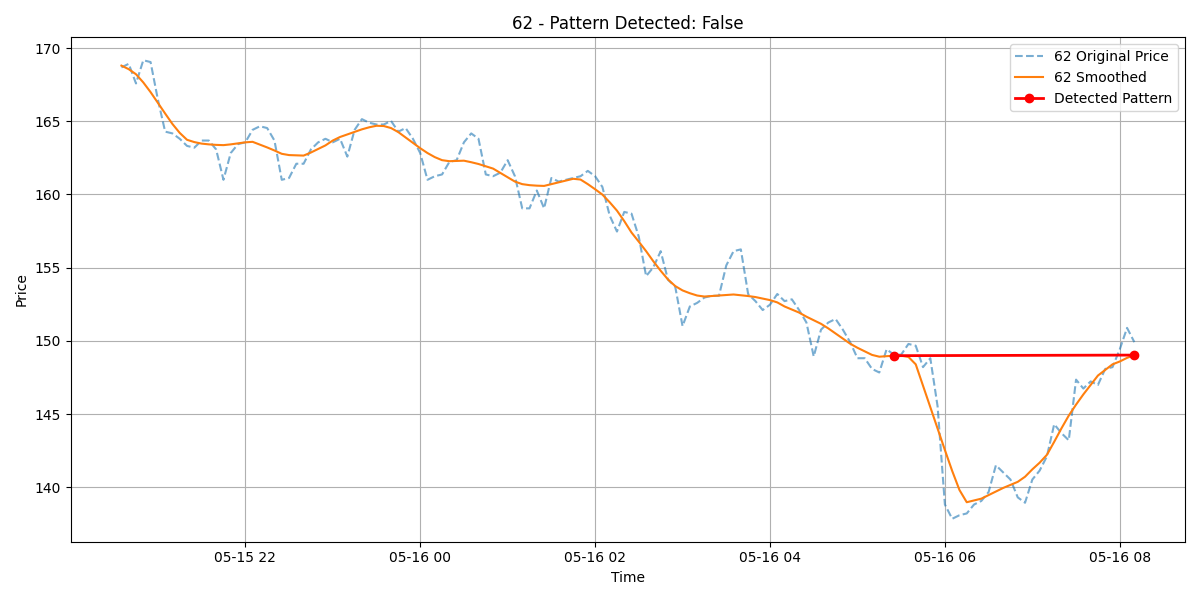 62 - Pattern Detected: False
62 Original Price
62 Smoothed
Detected Pattern
Price
170
165
160
155
150
145
140
05-15 22
05-16 00
05-16 02
05-16 04
05-16 06
05-16 08
Time